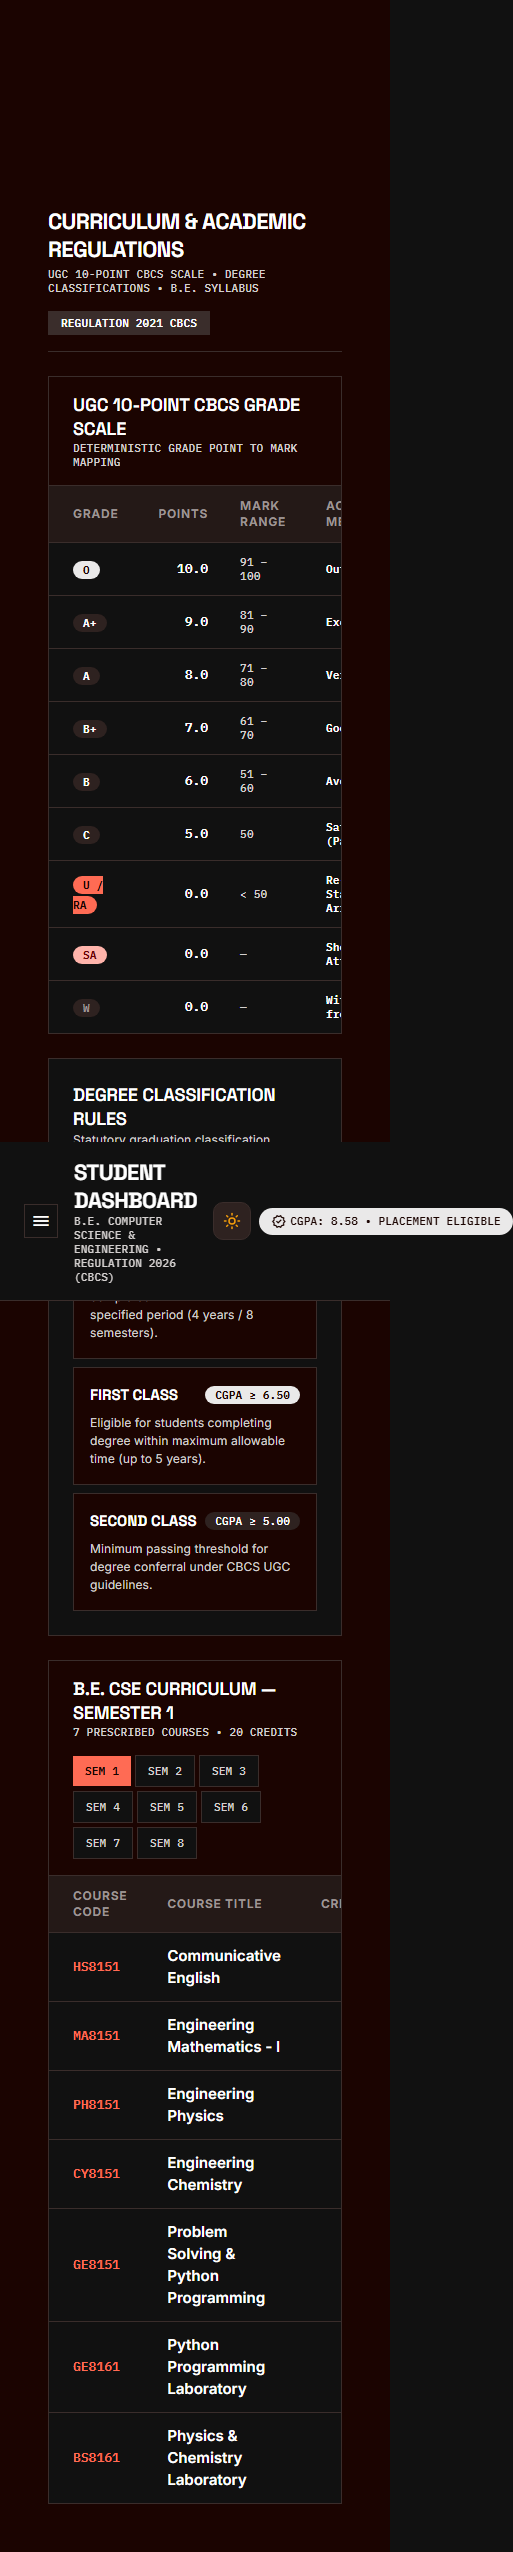 CURRICULUM & ACADEMIC
REGULATIONS
UGC 10-POINT CBCS SCALE • DEGREE
CLASSIFICATIONS • B.E. SYLLABUS
REGULATION 2021 CBCS
UGC 10-POINT CBCS GRADE
SCALE
DETERMINISTIC GRADE POINT TO MARK
MAPPING
GRADE POINTS MARK RANGE
O 10.0 91 – 100
A+ 9.0 81 – 90
A 8.0 71 – 80
B+ 7.0 61 – 70
B 6.0 51 – 60
C 5.0 50
U / RA 0.0 < 50
SA 0.0 —
W 0.0 —
DEGREE CLASSIFICATION
RULES
Statutory graduation classification
STUDENT
DASHBOARD
B.E. COMPUTER
SCIENCE &
ENGINEERING •
REGULATION 2026
(CBCS)
CGPA: 8.58 • PLACEMENT ELIGIBLE
specified period (4 years / 8
semesters).
FIRST CLASS CGPA ≥ 6.50
Eligible for students completing
degree within maximum allowable
time (up to 5 years).
SECOND CLASS CGPA ≥ 5.00
Minimum passing threshold for
degree conferral under CBCS UGC
guidelines.
B.E. CSE CURRICULUM —
SEMESTER 1
7 PRESCRIBED COURSES • 20 CREDITS
SEM 1 SEM 2 SEM 3
SEM 4 SEM 5 SEM 6
SEM 7 SEM 8
COURSE CODE COURSE TITLE
HS8151 Communicative English
MA8151 Engineering Mathematics - I
PH8151 Engineering Physics
CY8151 Engineering Chemistry
GE8151 Problem Solving & Python Programming
GE8161 Python Programming Laboratory
BS8161 Physics & Chemistry Laboratory